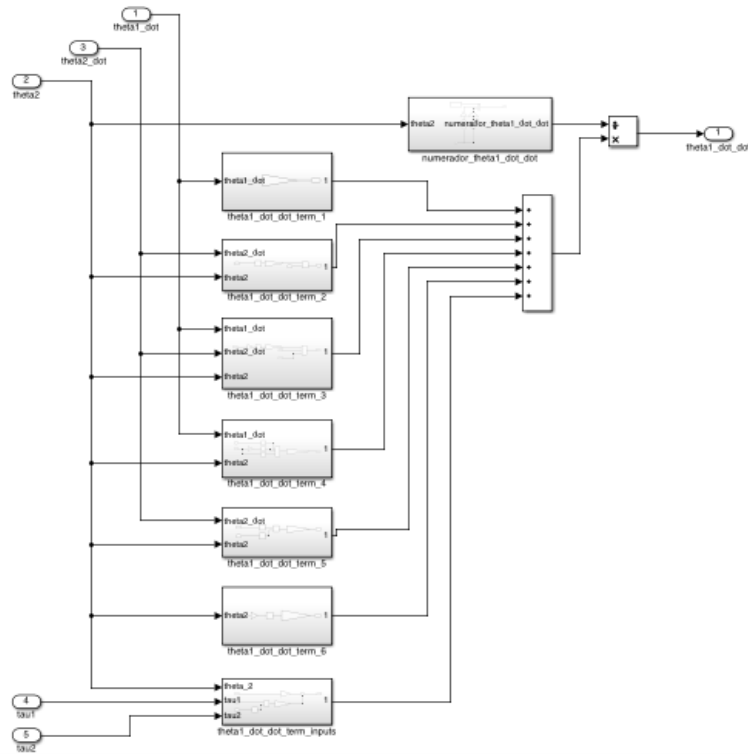 1
theta1_dot
3
theta2_dot
2
theta2
theta2 numerador_theta1_dot_dot
numerador_theta1_dot_dot
÷
×
1
theta1_dot_dot
theta1_dot 1
theta1_dot_dot_term_1
+
+
+
+
+
+
+
theta2_dot
theta2 1
theta1_dot_dot_term_2
theta1_dot
theta2_dot 1
theta2
theta1_dot_dot_term_3
theta1_dot
1
theta2
theta1_dot_dot_term_4
theta2_dot
1
theta2
theta1_dot_dot_term_5
theta2 1
theta1_dot_dot_term_6
theta_2
4
tau1 1
tau1
tau2
theta1_dot_dot_term_inputs
5
tau2